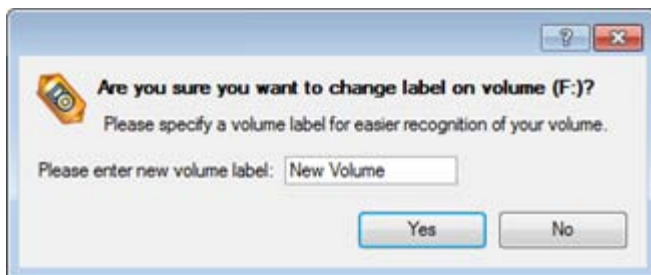 Are you sure you want to change label on volume (F:)?
Please specify a volume label for easier recognition of your volume.
Please enter new volume label: New Volume
Yes No